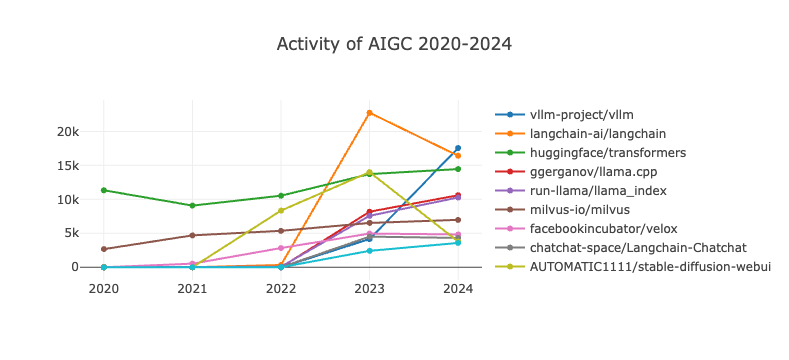 Activity of AIGC 2020-2024
20k
15k
10k
5k
0
2020 2021 2022 2023 2024
vllm-project/vllm
langchain-ai/langchain
huggingface/transformers
ggerganov/llama.cpp
run-llama/llama_index
milvus-io/milvus
facebookincubator/velox
chatchat-space/Langchain-Chatchat
AUTOMATIC1111/stable-diffusion-webui